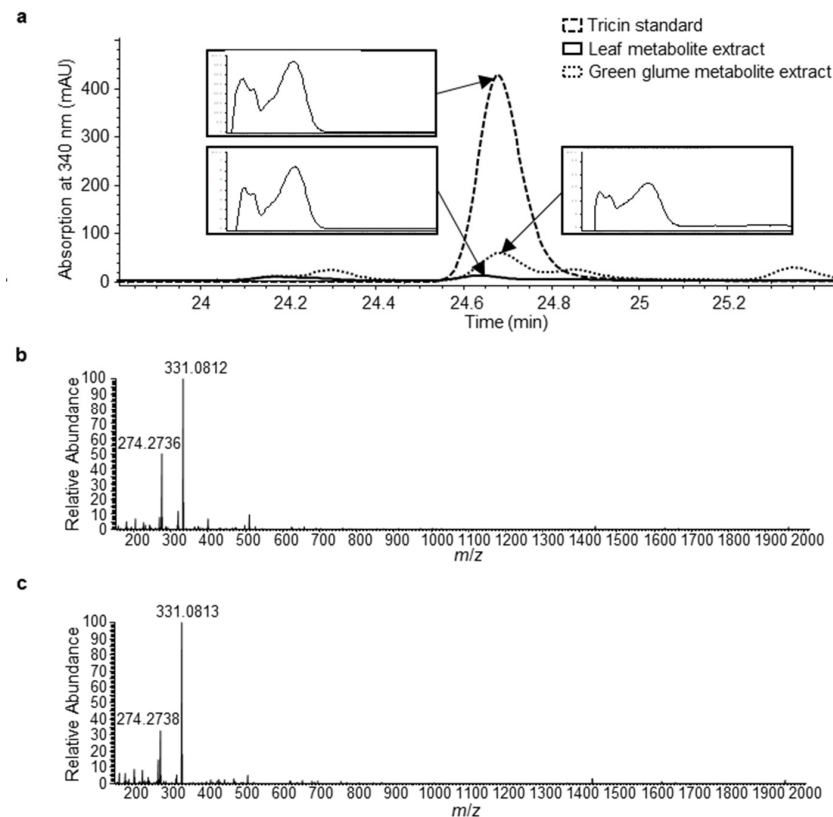 a
Tricin standard
Leaf metabolite extract
Green glume metabolite extract
Absorption at 340 nm (mAU)
400
300
200
100
0
24 24.2 24.4 24.6 24.8 25 25.2
Time (min)
b
331.0812
274.2736
Relative Abundance
100
90
80
70
60
50
40
30
20
10
0
200 300 400 500 600 700 800 900 1000 1100 1200 1300 1400 1500 1600 1700 1800 1900 2000
m/z
c
331.0813
274.2738
Relative Abundance
100
90
80
70
60
50
40
30
20
10
0
200 300 400 500 600 700 800 900 1000 1100 1200 1300 1400 1500 1600 1700 1800 1900 2000
m/z